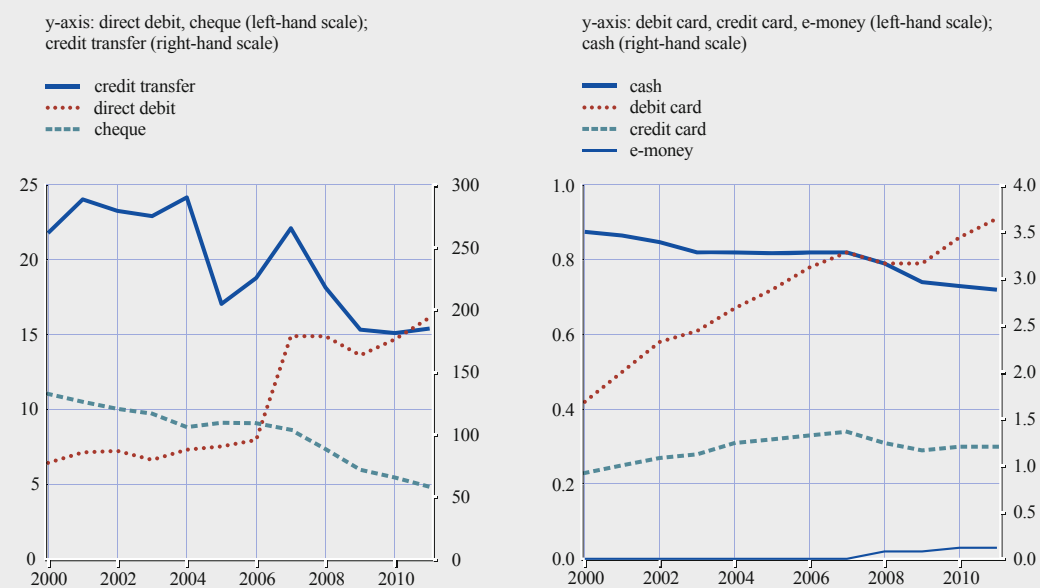 y-axis: direct debit, cheque (left-hand scale);
credit transfer (right-hand scale)
credit transfer
direct debit
cheque
25
20
15
10
5
0
300
250
200
150
100
50
0
2000 2002 2004 2006 2008 2010
y-axis: debit card, credit card, e-money (left-hand scale);
cash (right-hand scale)
cash
debit card
credit card
e-money
1.0
0.8
0.6
0.4
0.2
0.0
4.0
3.5
3.0
2.5
2.0
1.5
1.0
0.5
0.0
2000 2002 2004 2006 2008 2010